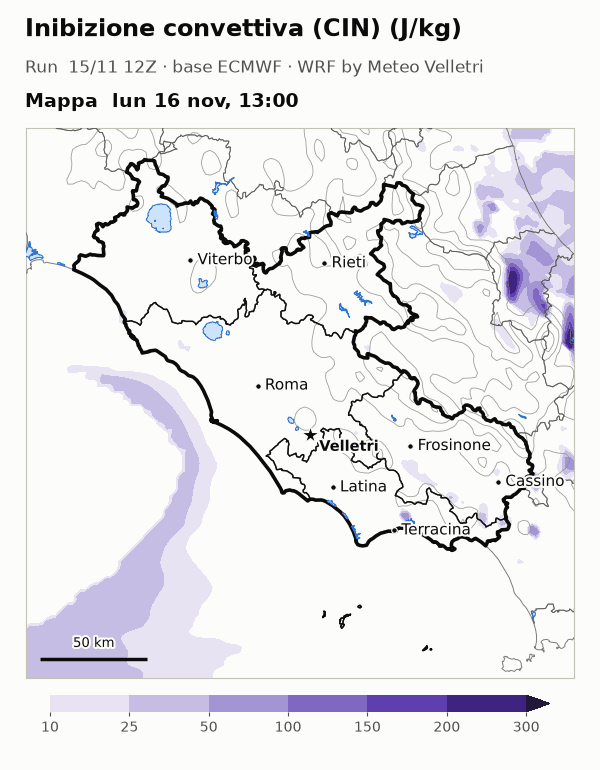 Inibizione convettiva (CIN) (J/kg)
Run  15/11 12Z · base ECMWF · WRF by Meteo Velletri
Mappa  lun 16 nov, 13:00
Viterbo
Rieti
Roma
Velletri
Frosinone
Cassino
Latina
Terracina
50 km
10 25 50 100 150 200 300